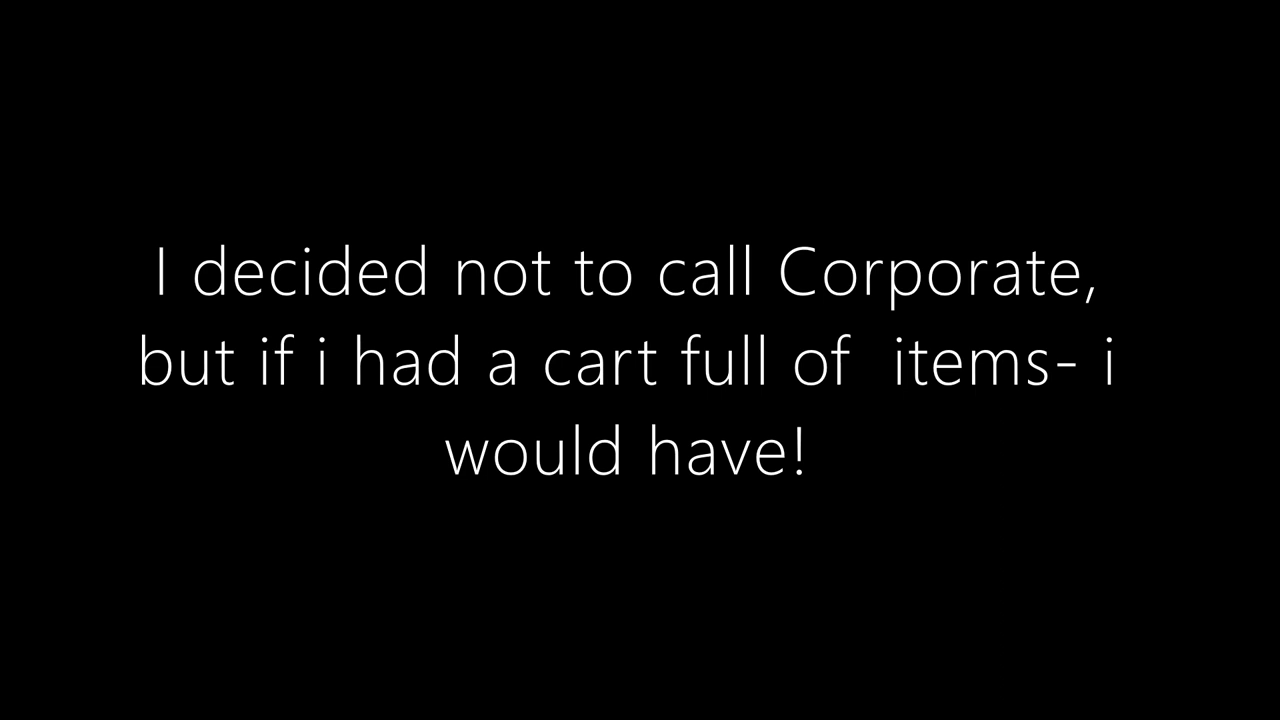 I decided not to call Corporate,
but if i had a cart full of  items- i
would have!